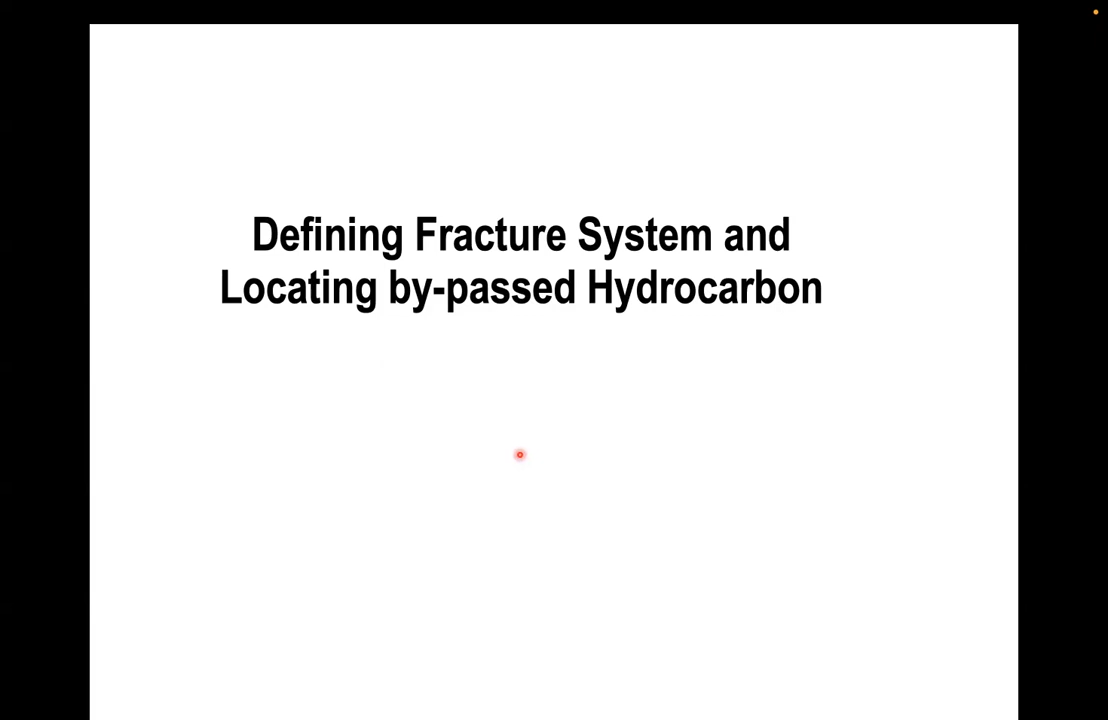 Defining Fracture System and
Locating by-passed Hydrocarbon